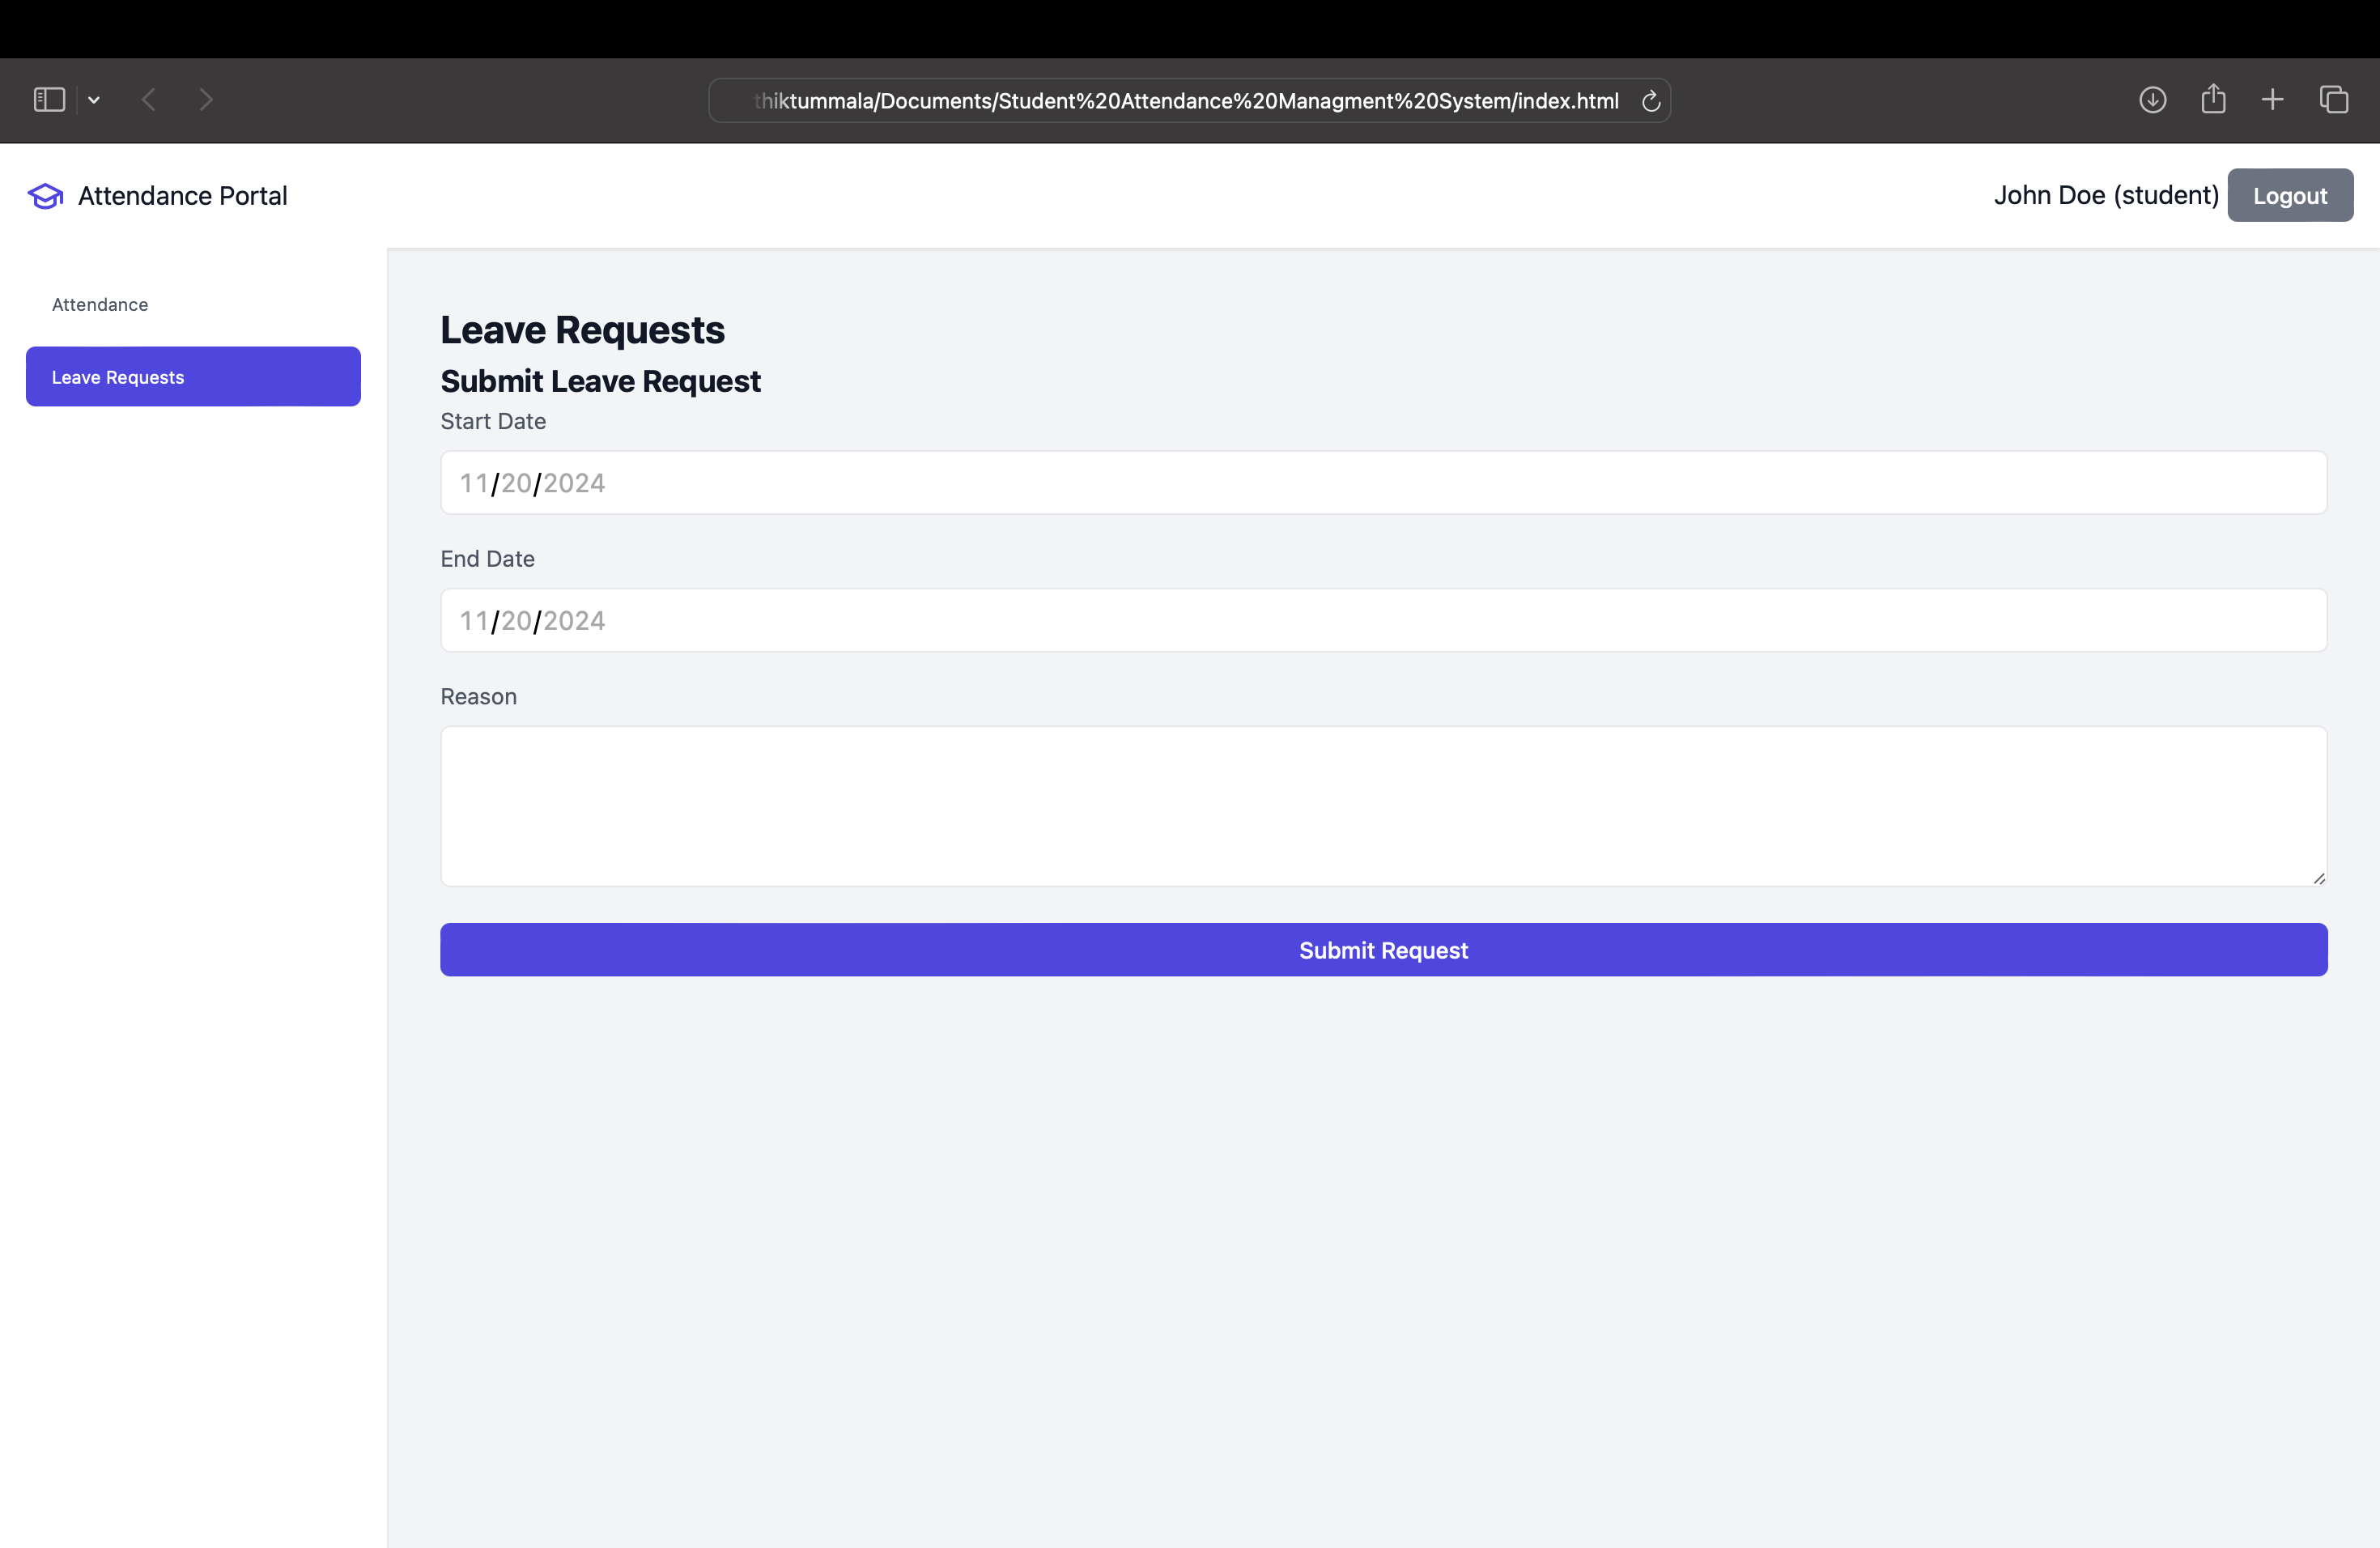 thiktummala/Documents/Student%20Attendance%20Managment%20System/index.html
Attendance Portal
John Doe (student)
Logout
Attendance
Leave Requests
Leave Requests
Submit Leave Request
Start Date
11/20/2024
End Date
11/20/2024
Reason
Submit Request